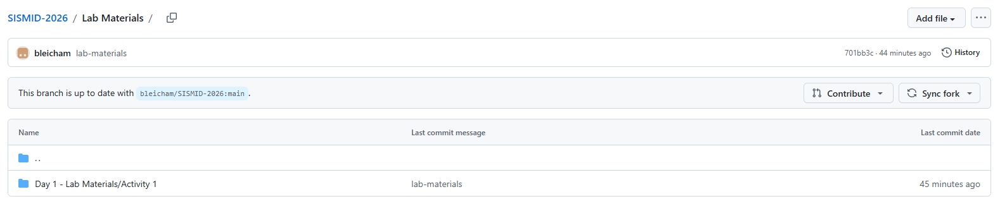 SISMID-2026 / Lab Materials /
Add file
bleicham lab-materials
701bb3c · 44 minutes ago
History
This branch is up to date with bleicham/SISMID-2026:main .
Contribute
Sync fork
Name Last commit message Last commit date
..
Day 1 - Lab Materials/Activity 1 lab-materials 45 minutes ago